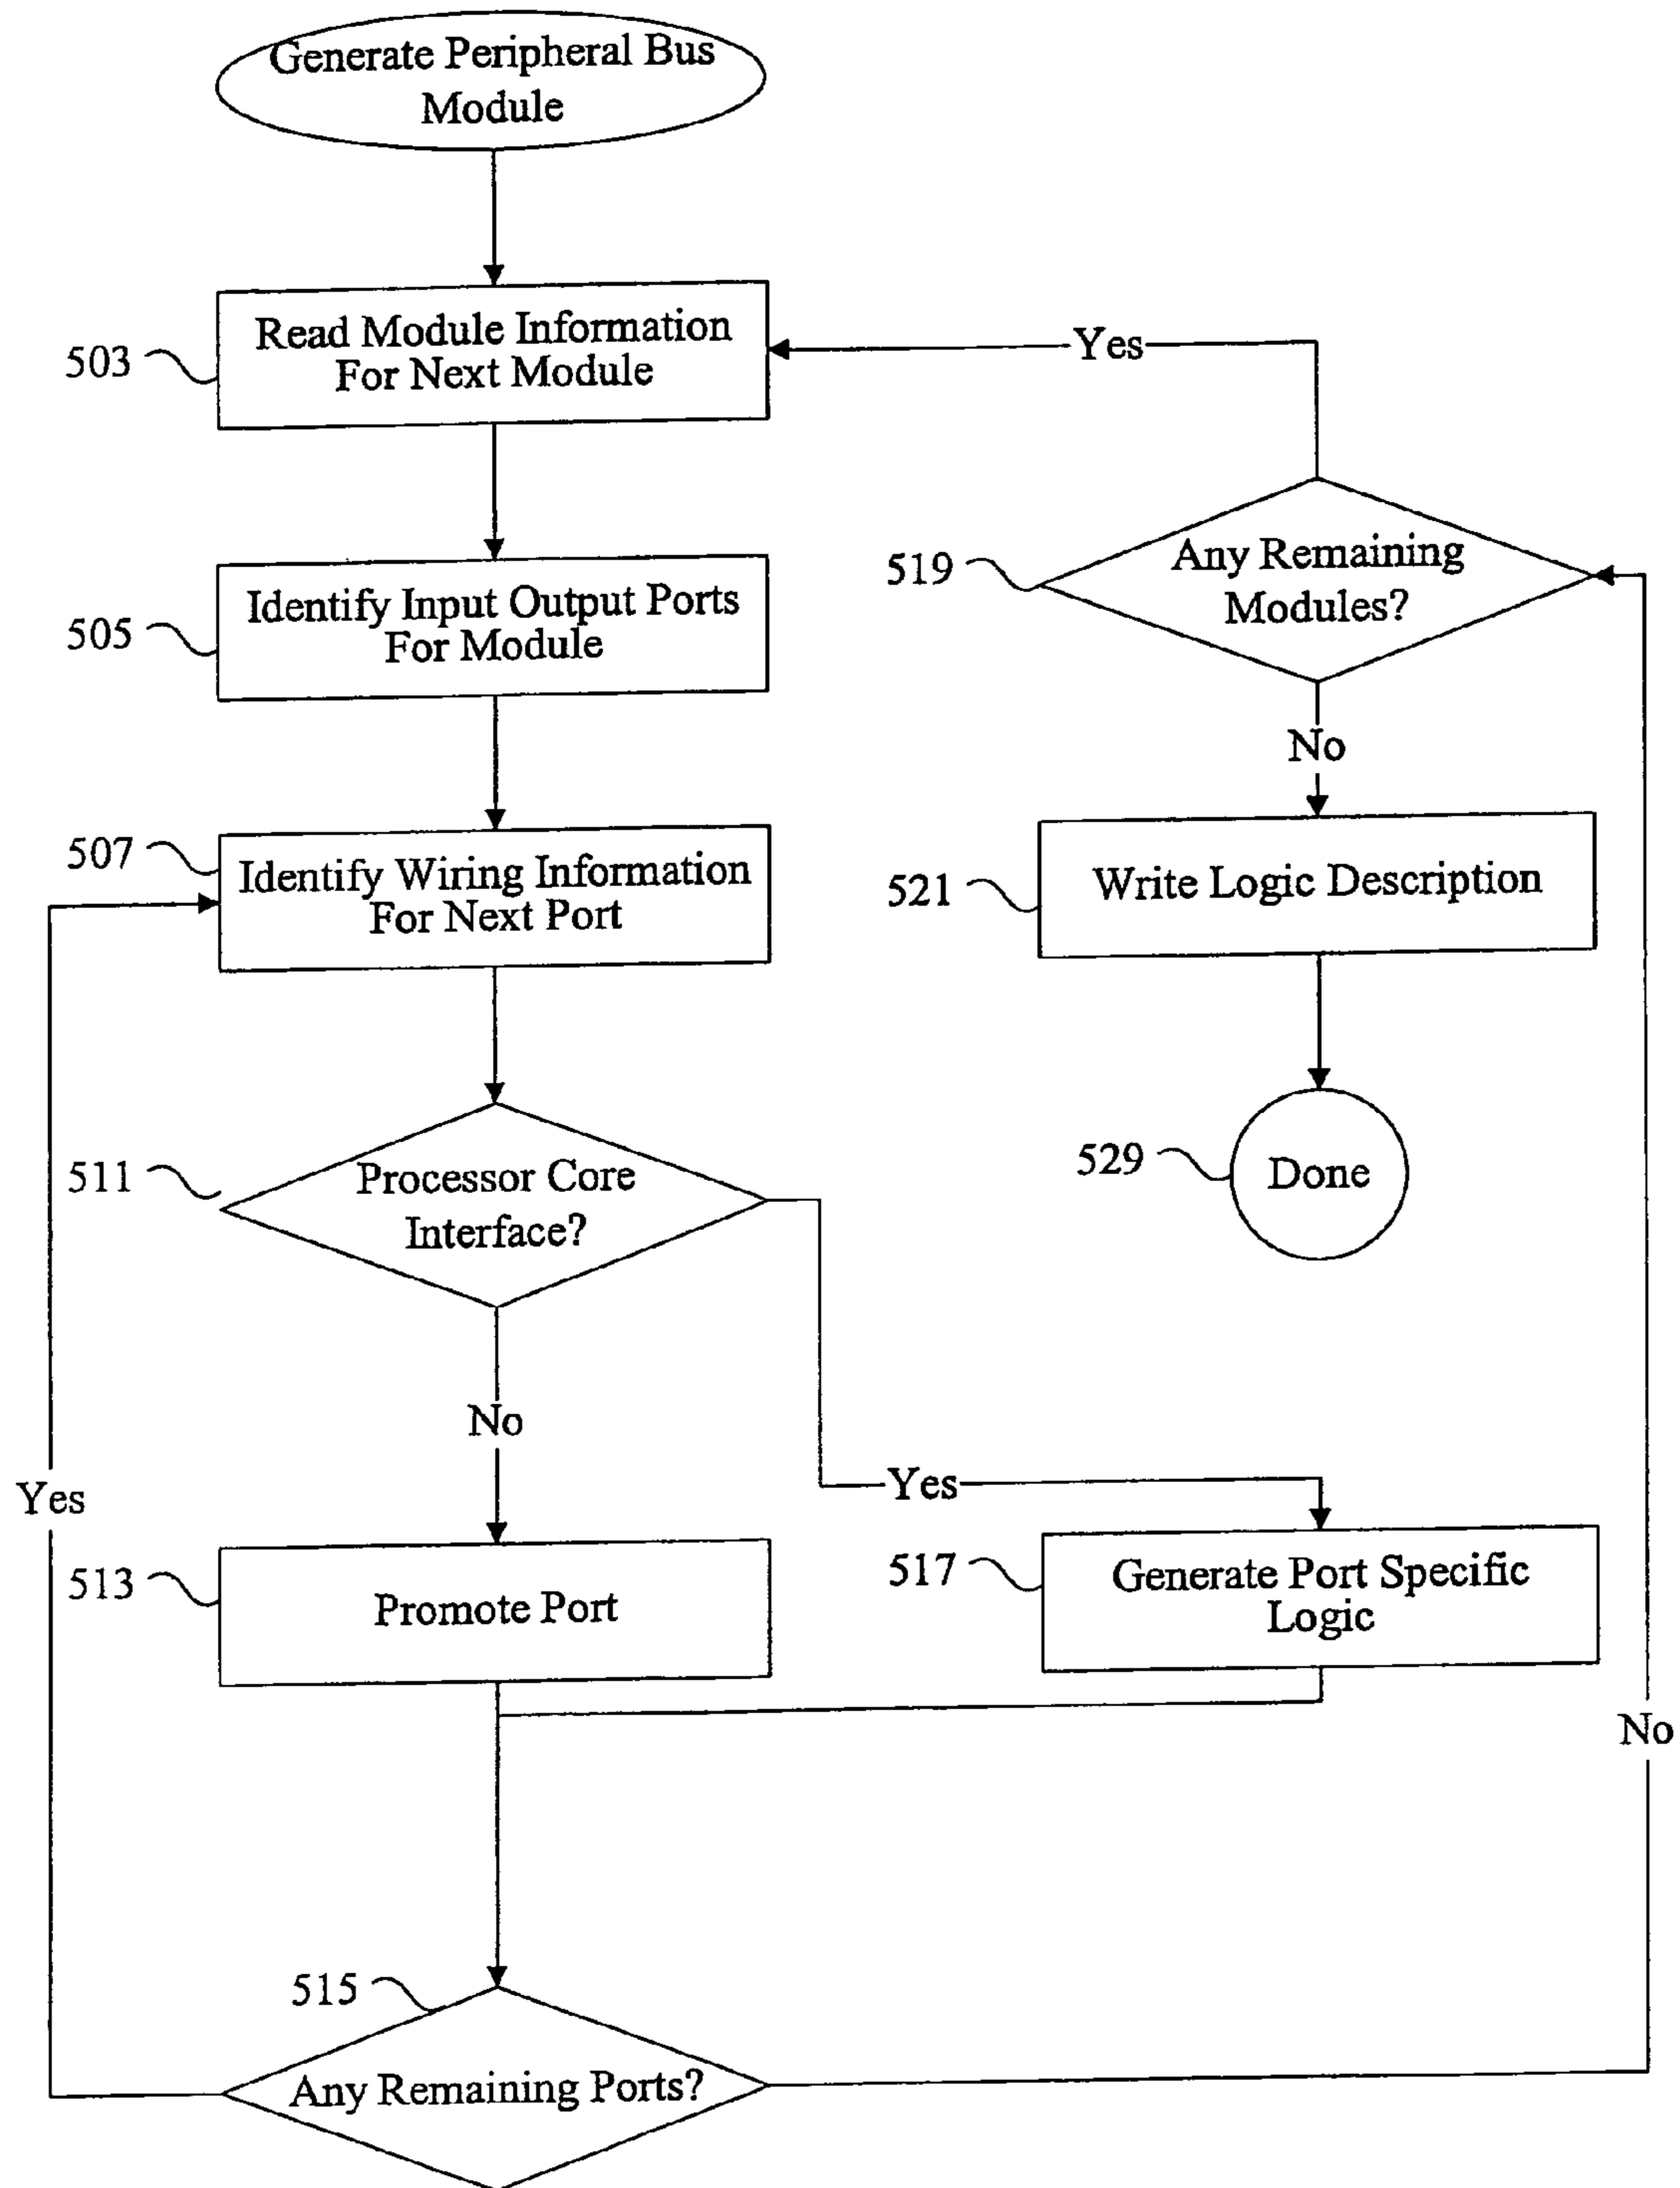 Generate Peripheral Bus
Module
503
Read Module Information
For Next Module
Yes
505
Identify Input Output Ports
For Module
519
Any Remaining
Modules?
No
507
Identify Wiring Information
For Next Port
521
Write Logic Description
511
Processor Core
Interface?
529
Done
No
Yes
Yes
513
Promote Port
517
Generate Port Specific
Logic
No
515
Any Remaining Ports?